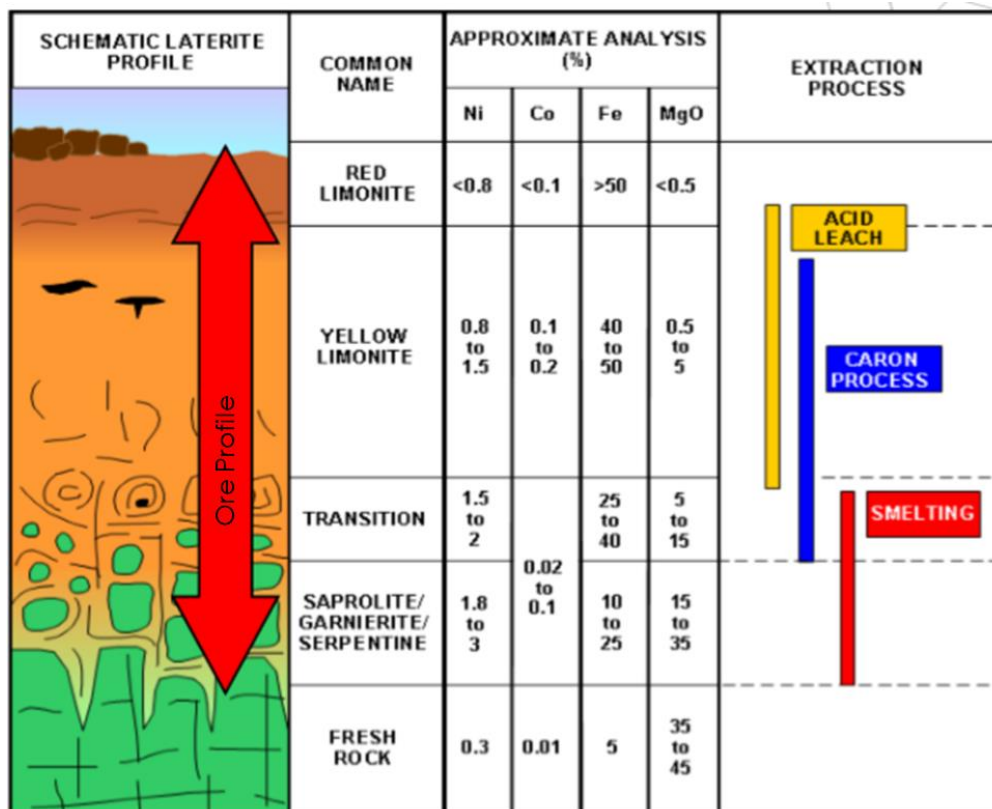 SCHEMATIC LATERITE
PROFILE
COMMON
NAME
APPROXIMATE ANALYSIS
(%)
Ni
Co
Fe
MgO
EXTRACTION
PROCESS
RED
LIMONITE
<0.8
<0.1
>50
<0.5
ACID
LEACH
YELLOW
LIMONITE
0.8
to
1.5
0.1
to
0.2
40
to
50
0.5
to
5
CARON
PROCESS
Ore Profile
TRANSITION
1.5
to
2
0.02
to
0.1
25
to
40
5
to
15
SMELTING
SAPROLITE/
GARNIERITE/
SERPENTINE
1.8
to
3
10
to
25
15
to
35
FRESH
ROCK
0.3
0.01
5
35
to
45